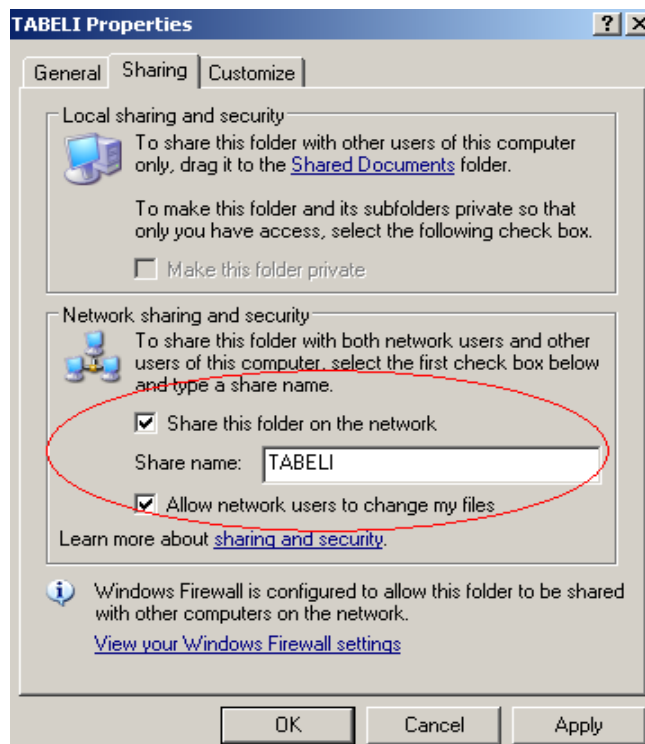 TABELI Properties
General Sharing Customize
Local sharing and security
To share this folder with other users of this computer
only, drag it to the Shared Documents folder.
To make this folder and its subfolders private so that
only you have access, select the following check box.
Make this folder private
Network sharing and security
To share this folder with both network users and other
users of this computer, select the first check box below
and type a share name.
Share this folder on the network
Share name: TABELI
Allow network users to change my files
Learn more about sharing and security.
Windows Firewall is configured to allow this folder to be shared
with other computers on the network.
View your Windows Firewall settings
OK Cancel Apply